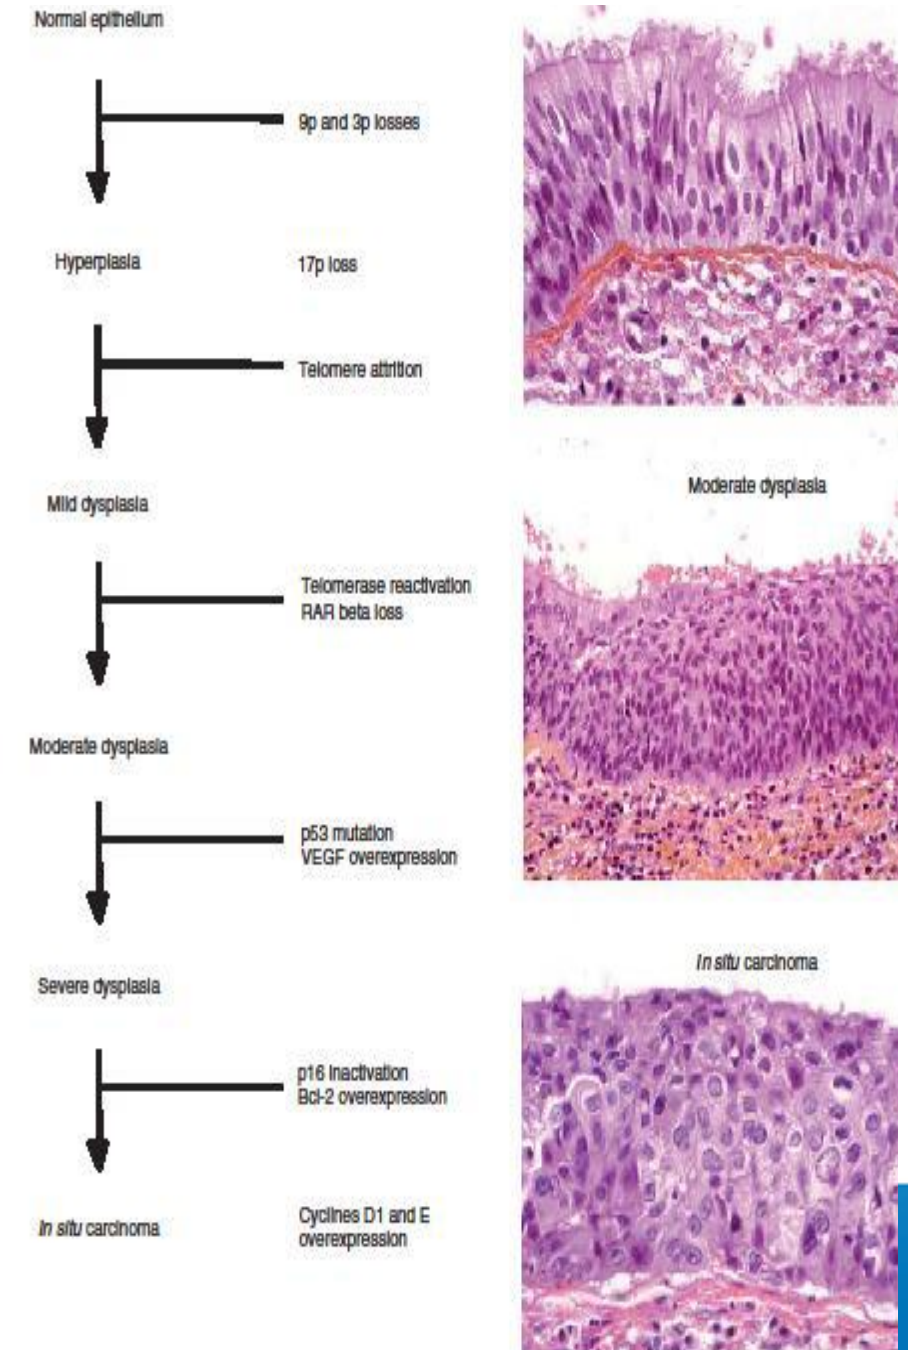 Normal epithelium
9p and 3p losses
Hyperplasia
17p loss
Telomere attrition
Moderate dysplasia
Mild dysplasia
Telomerase reactivation
RAR beta loss
Moderate dysplasia
p53 mutation
VEGF overexpression
In situ carcinoma
Severe dysplasia
p16 inactivation
Bcl-2 overexpression
In situ carcinoma
Cyclines D1 and E
overexpression